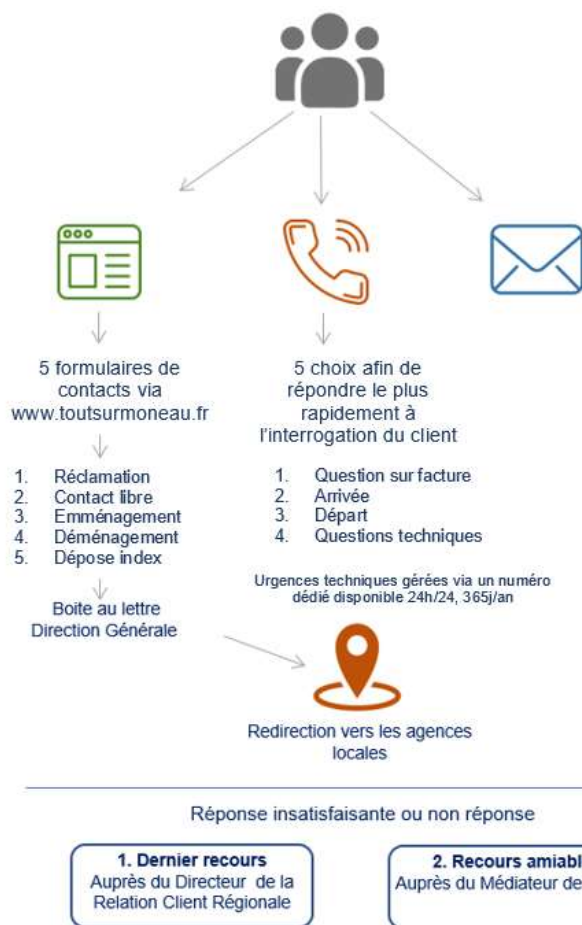 5 formulaires de
contacts via
www.toutsurmoneau.fr
1. Réclamation
2. Contact libre
3. Emménagement
4. Déménagement
5. Dépose index
Boite au lettre
Direction Générale
5 choix afin de
répondre le plus
rapidement à
l’interrogation du client
1. Question sur facture
2. Arrivée
3. Départ
4. Questions techniques
Urgences techniques gérées via un numéro
dédié disponible 24h/24, 365j/an
Redirection vers les agences
locales
Réponse insatisfaisante ou non réponse
1. Dernier recours
Auprès du Directeur de la
Relation Client Régionale
2. Recours
Auprès du Médiateur de